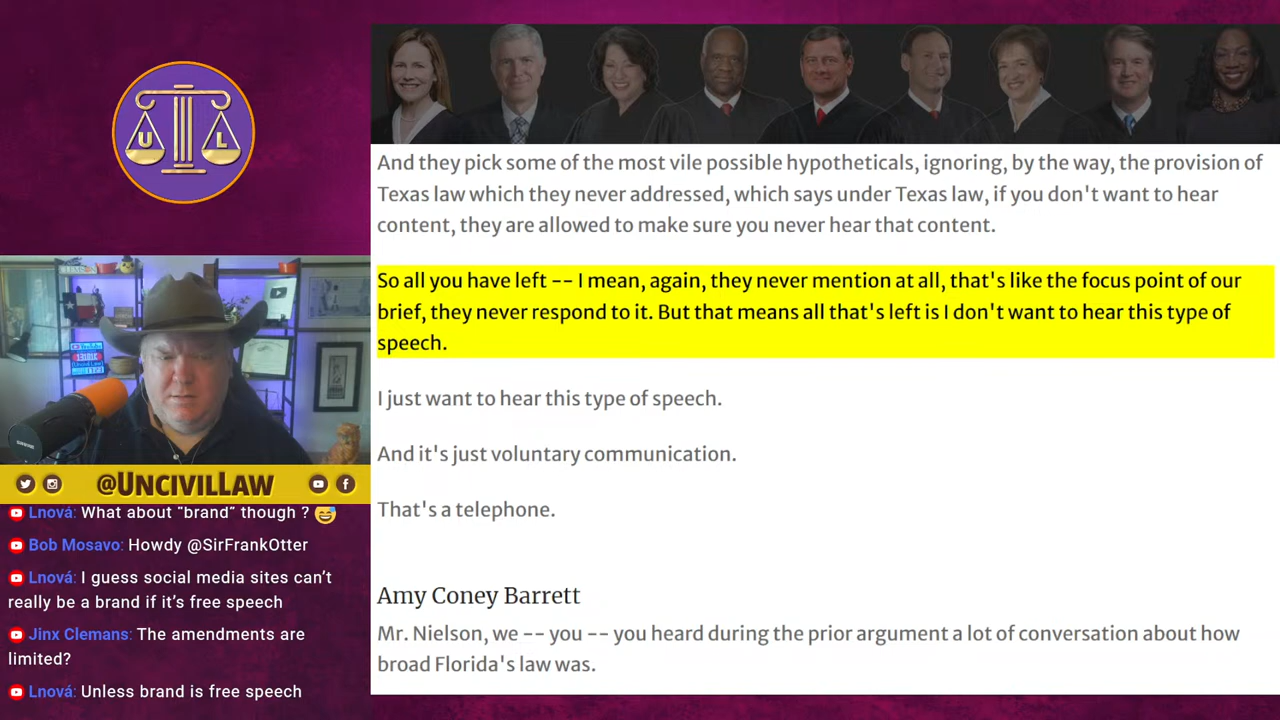 U L
And they pick some of the most vile possible hypotheticals, ignoring, by the way, the provision of
Texas law which they never addressed, which says under Texas law, if you don't want to hear
content, they are allowed to make sure you never hear that content.
So all you have left -- I mean, again, they never mention at all, that's like the focus point of our
brief, they never respond to it. But that means all that's left is I don't want to hear this type of
speech.
I just want to hear this type of speech.
And it's just voluntary communication.
That's a telephone.
Amy Coney Barrett
Mr. Nielson, we -- you -- you heard during the prior argument a lot of conversation about how
broad Florida's law was.
@UNCIVILLAW
Lnová: What about "brand" though ? 😅
Bob Mosavo: Howdy @SirFrankOtter
Lnová: I guess social media sites can't
really be a brand if it's free speech
Jinx Clemans: The amendments are
limited?
Lnová: Unless brand is free speech